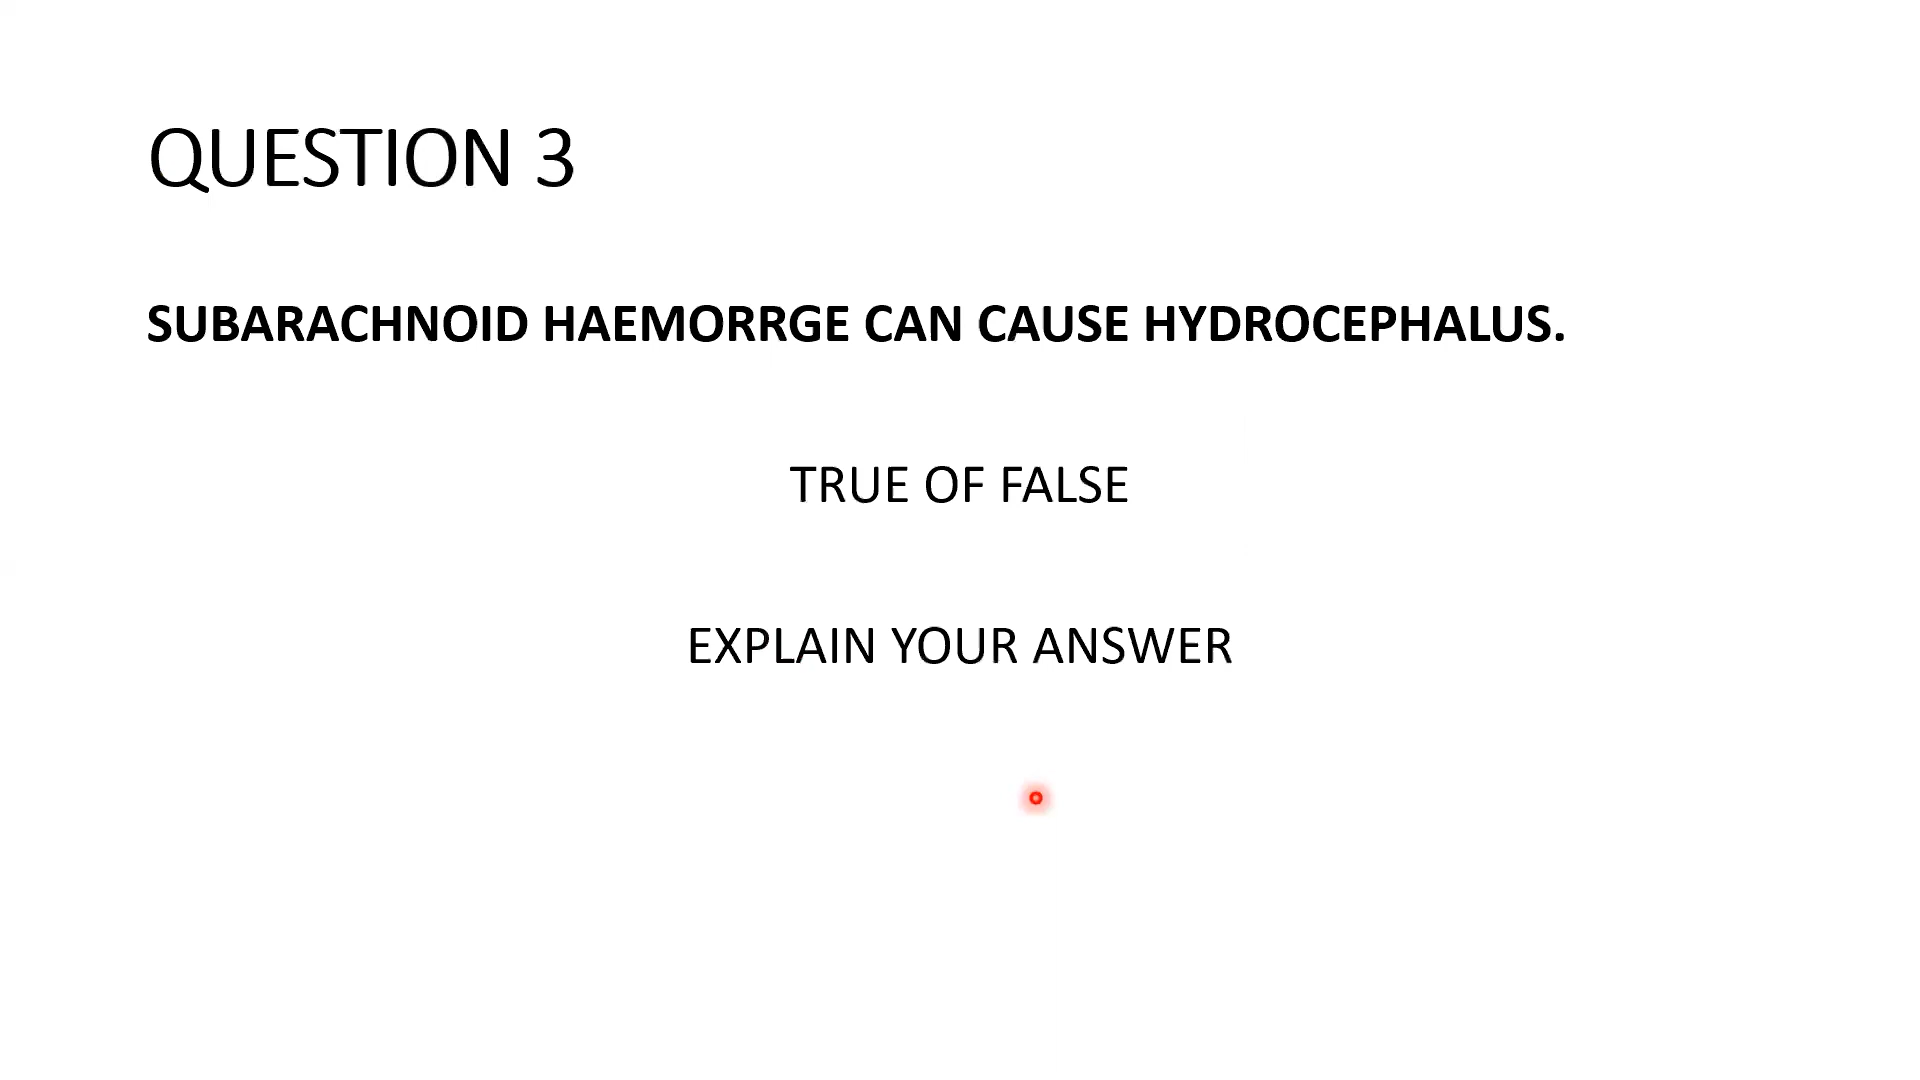 QUESTION 3
SUBARACHNOID HAEMORRGE CAN CAUSE HYDROCEPHALUS.
TRUE OF FALSE
EXPLAIN YOUR ANSWER